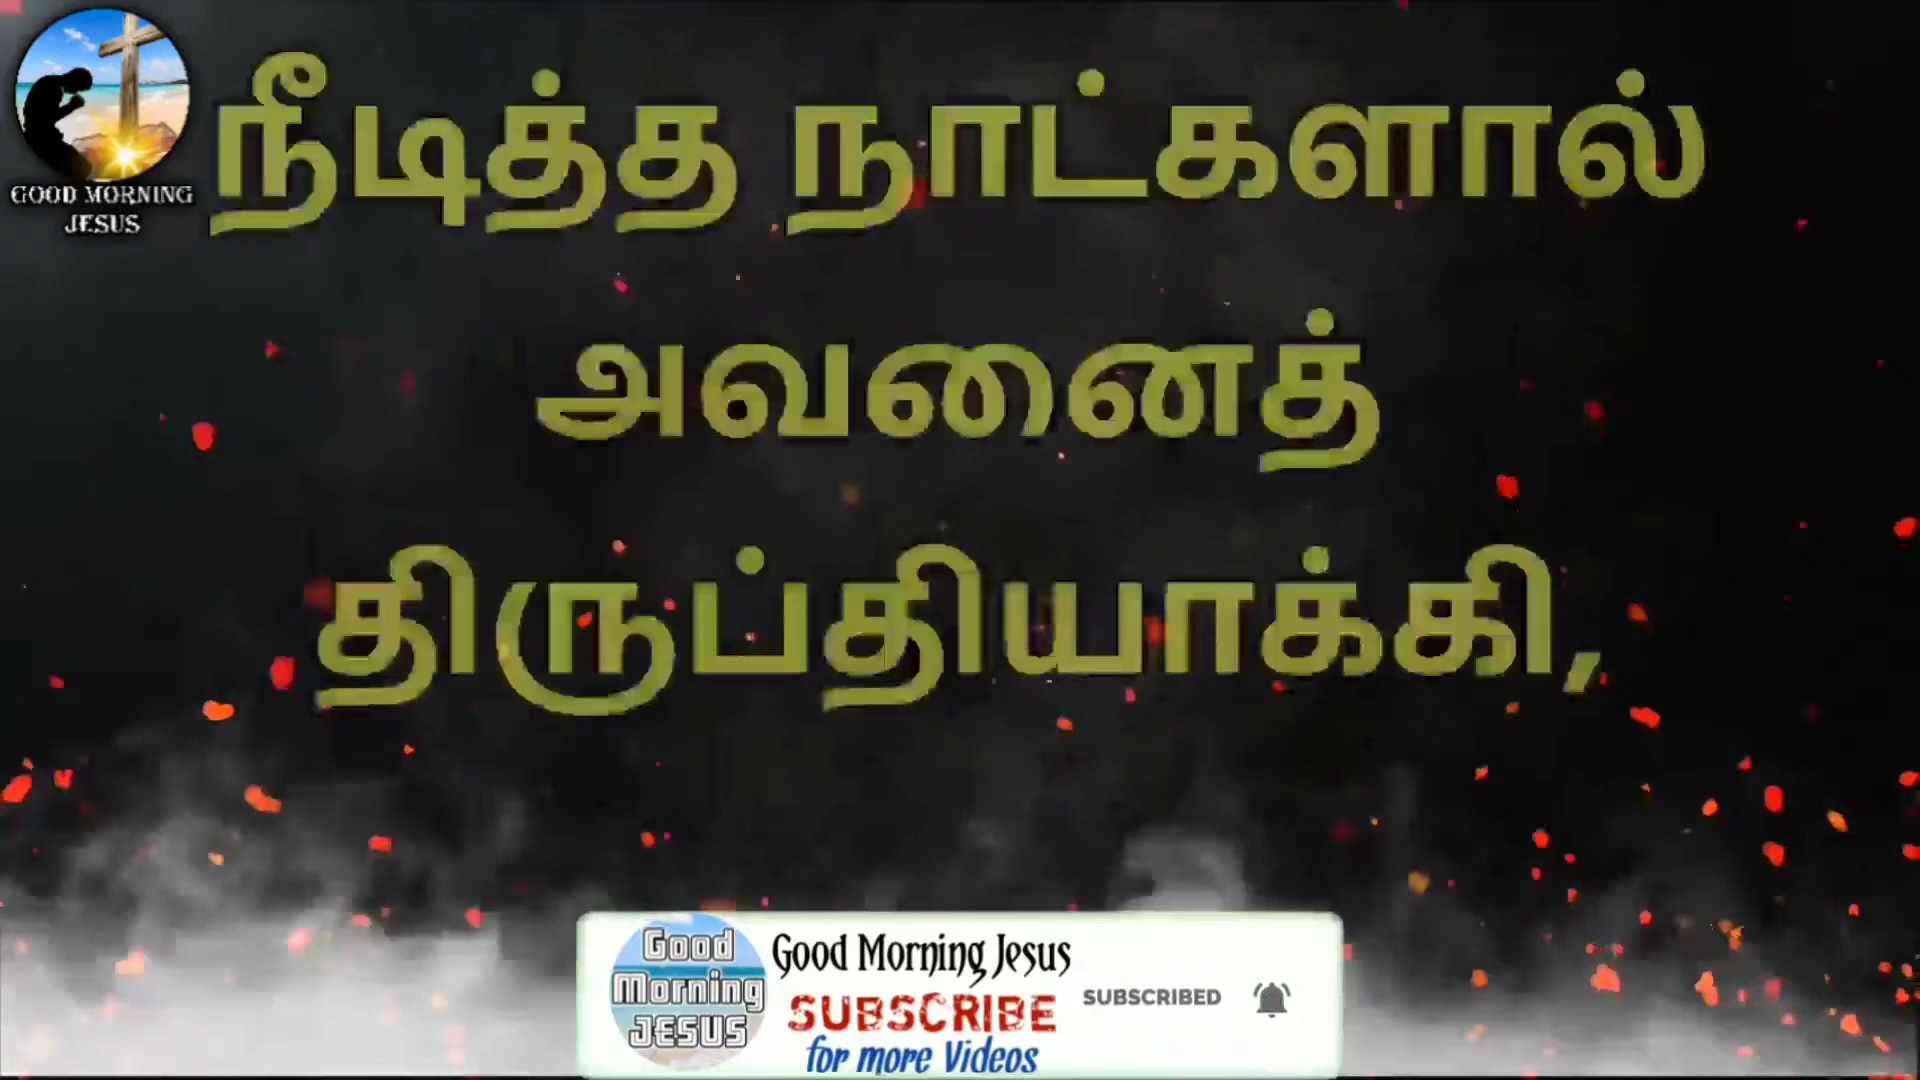 GOOD MORNING
JESUS
நீடித்த நாட்களால்
அவனைத்
திருப்தியாக்கி,
Good
Morning
JESUS
Good Morning Jesus
SUBSCRIBE
for more Videos
SUBSCRIBED